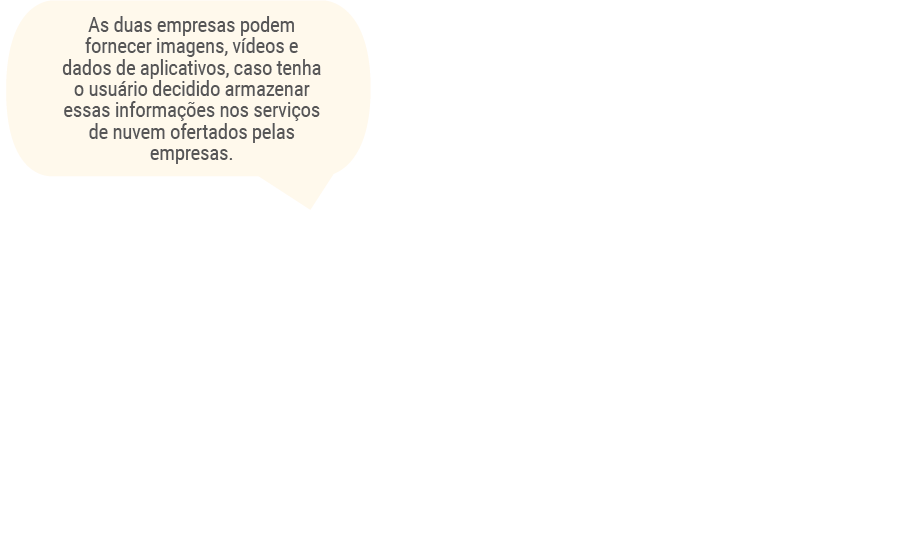 As duas empresas podem
fornecer imagens, vídeos e
dados de aplicativos, caso tenha
o usuário decidido armazenar
essas informações nos serviços
de nuvem ofertados pelas
empresas.